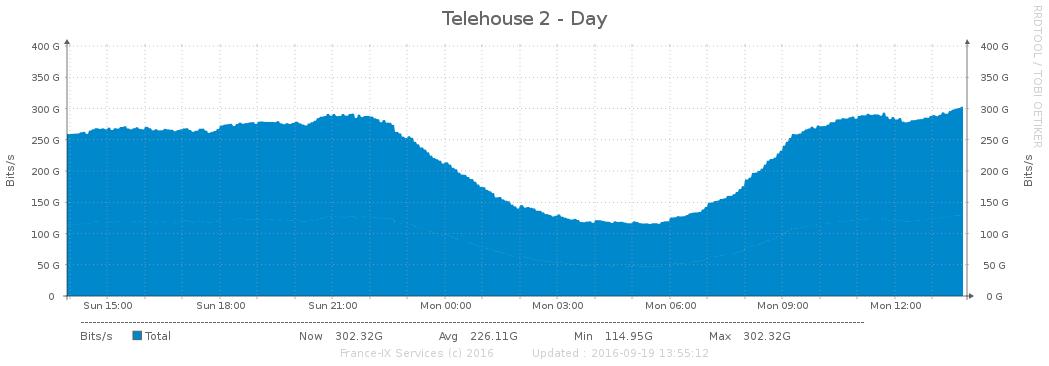 Telehouse 2 - Day
RRDTOOL / TOBI OETIKER
400 G 400 G
350 G 350 G
300 G 300 G
250 G 250 G
200 G 200 G
150 G 150 G
100 G 100 G
50 G 50 G
0 0 G
Bits/s
Bits/s
Sun 15:00 Sun 18:00 Sun 21:00 Mon 00:00 Mon 03:00 Mon 06:00 Mon 09:00 Mon 12:00
Bits/s Total Now 302.32G Avg 226.11G Min 114.95G Max 302.32G
France-IX Services (c) 2016 Updated : 2016-09-19 13:55:12